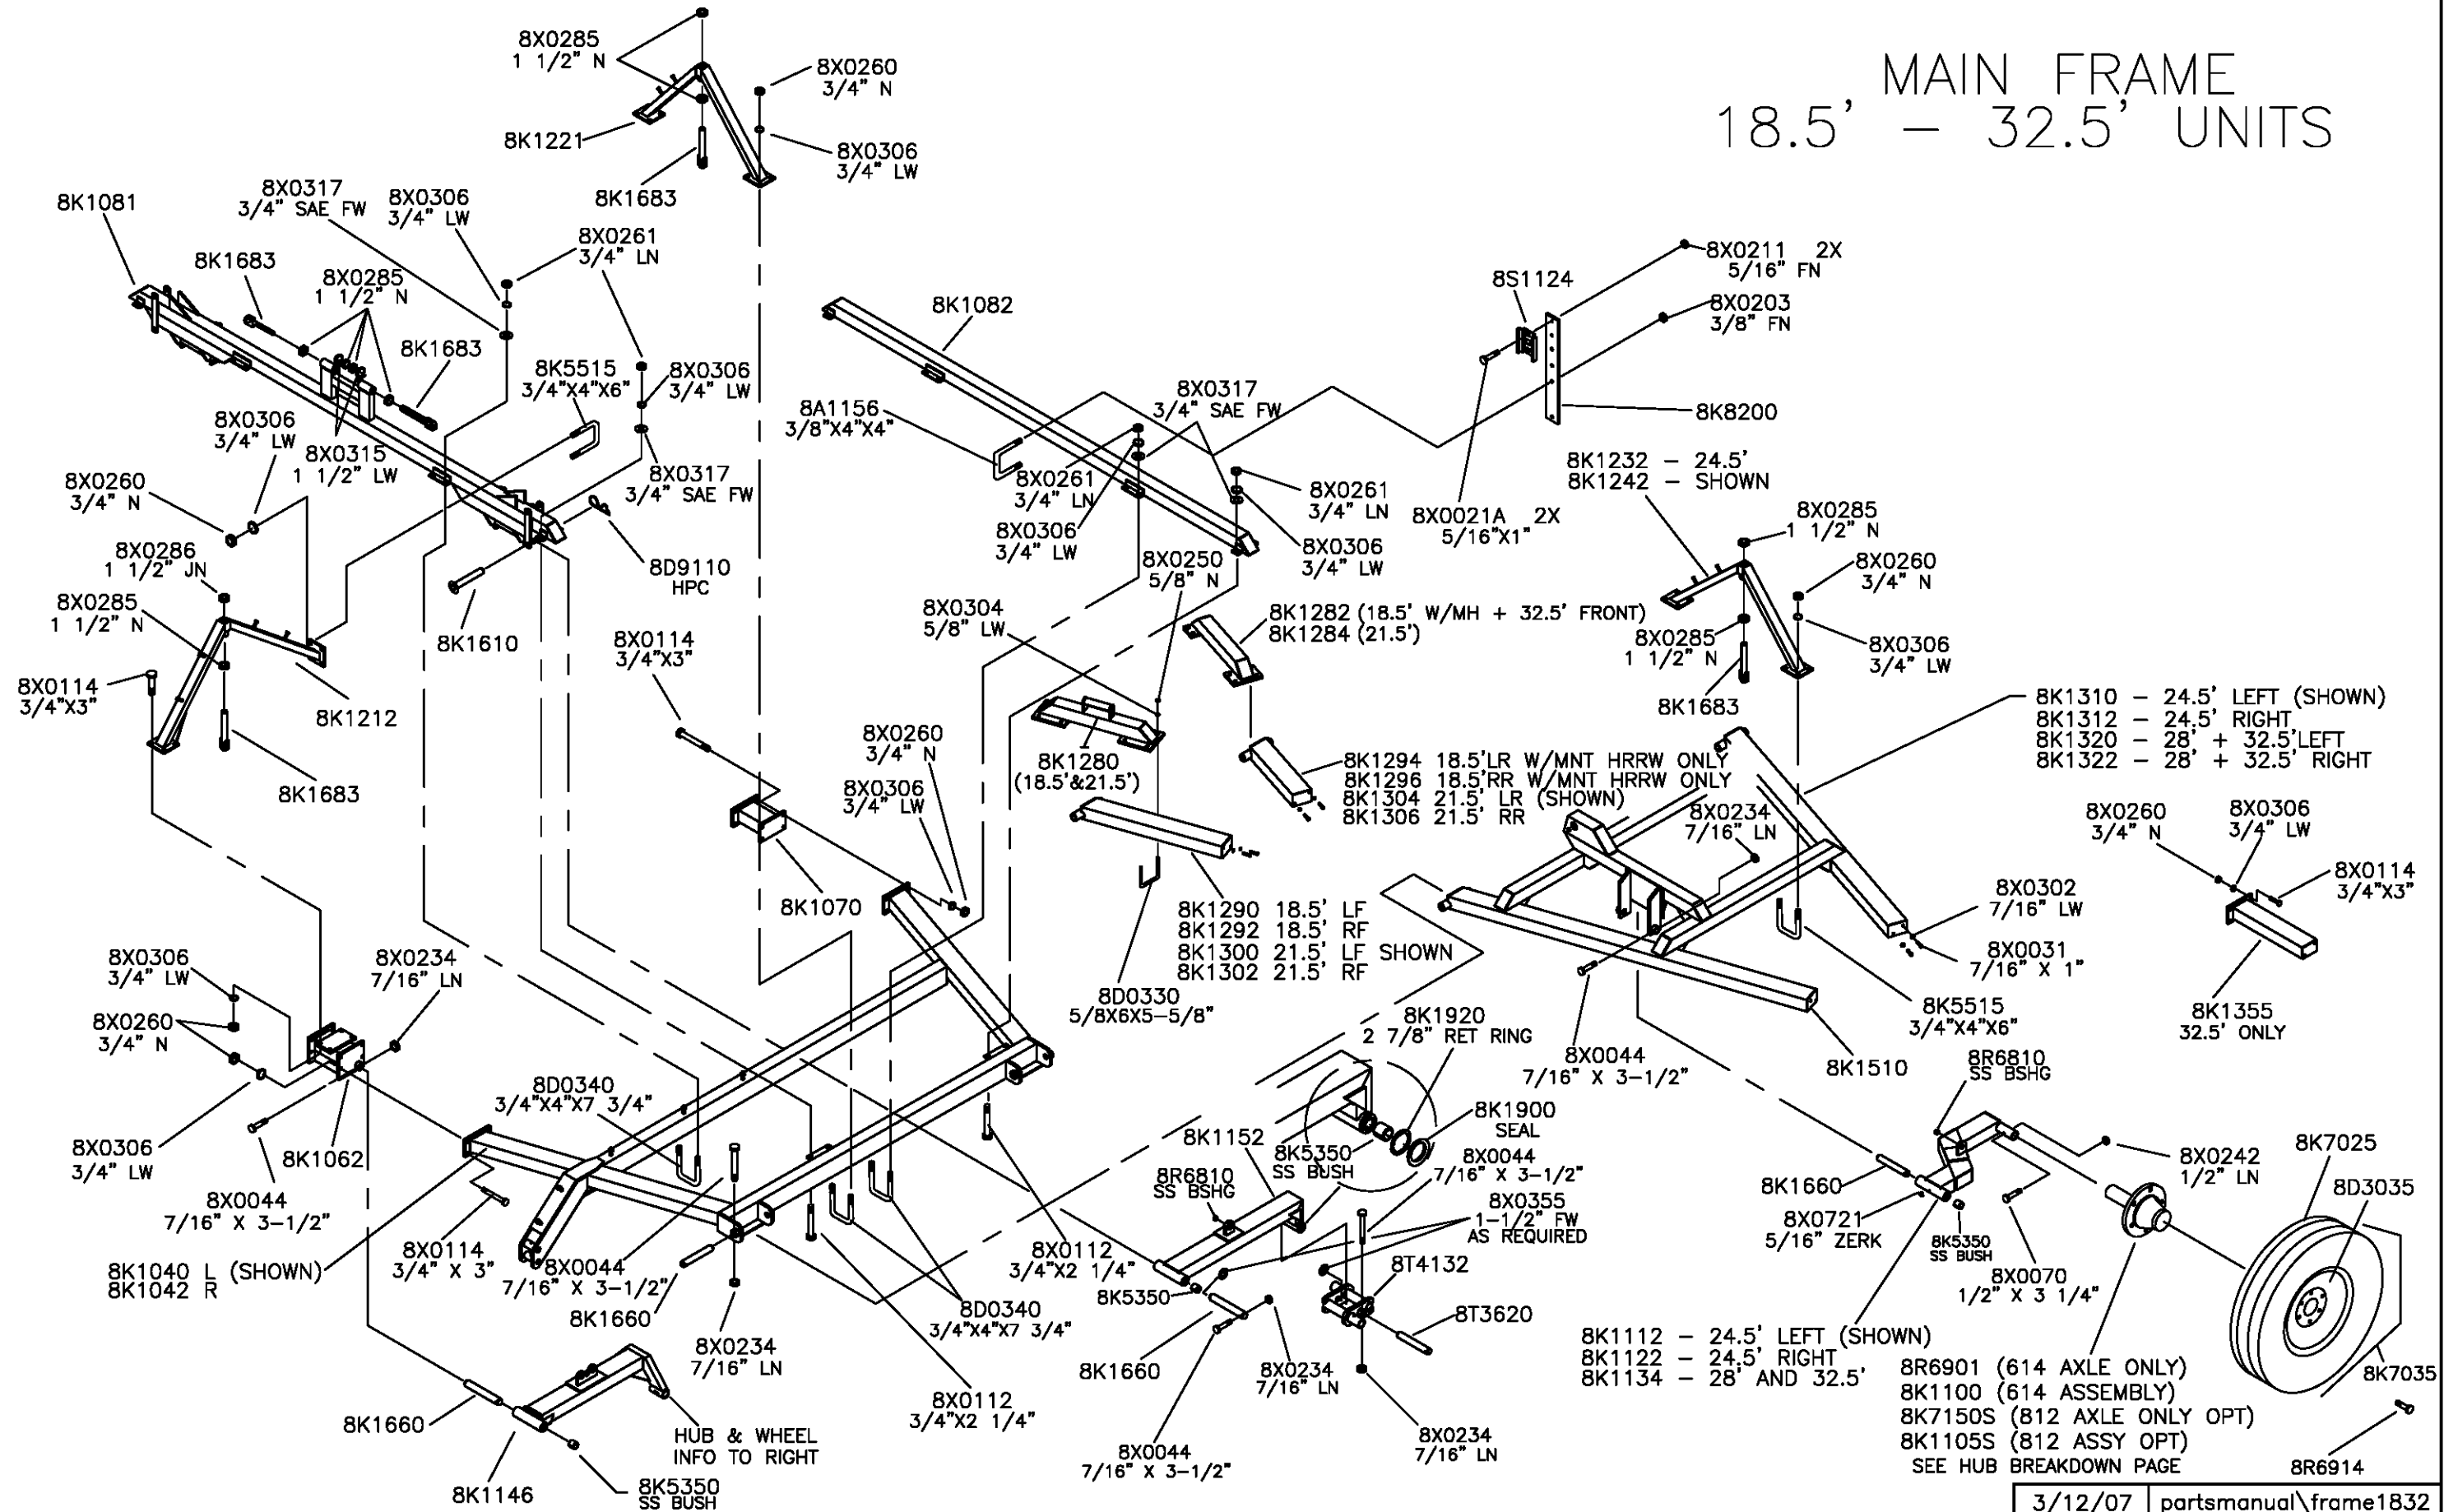 MAIN FRAME
18.5' - 32.5' UNITS
8X0285
1 1/2" N
8X0260
3/4" N
8K1221
8X0306
3/4" LW
8K1683
8K1081
8X0317
3/4" SAE FW
8X0306
3/4" LW
8X0261
3/4" LN
8K1683
8X0285
1 1/2" N
8K1683
8K5515
3/4"X4"X6"
8X0306
3/4" LW
8X0306
3/4" LW
8X0315
1 1/2" LW
8X0317
3/4" SAE FW
8X0260
3/4" N
8X0286
1 1/2" JN
8D9110
HPC
8X0285
1 1/2" N
8K1610
8X0114
3/4"X3"
8K1212
8K1683
8K1082
8S1124
8X0211 2X
5/16" FN
8X0203
3/8" FN
8X0317
3/4" SAE FW
8A1156
3/8"X4"X4"
8K8200
8X0261
3/4" LN
8X0261
3/4" LN
8X0306
3/4" LW
8X0306
3/4" LW
8X0021A 2X
5/16"X1"
8K1232 - 24.5'
8K1242 - SHOWN
8X0285
1 1/2" N
8X0260
3/4" N
8X0285
1 1/2" N
8X0306
3/4" LW
8K1683
8X0250
5/8" N
8X0304
5/8" LW
8K1282 (18.5' W/MH + 32.5' FRONT)
8K1284 (21.5')
8X0114
3/4"X3"
8X0260
3/4" N
8X0306
3/4" LW
8K1280
(18.5'&21.5')
8K1070
8K1294 18.5'LR W/MNT HRRW ONLY
8K1296 18.5'RR W/MNT HRRW ONLY
8K1304 21.5' LR (SHOWN)
8K1306 21.5' RR
8X0234
7/16" LN
8K1310 - 24.5' LEFT (SHOWN)
8K1312 - 24.5' RIGHT
8K1320 - 28' + 32.5'LEFT
8K1322 - 28' + 32.5' RIGHT
8X0260
3/4" N
8X0306
3/4" LW
8X0114
3/4"X3"
8X0302
7/16" LW
8X0031
7/16" X 1"
8K1355
32.5' ONLY
8K5515
3/4"X4"X6"
8K1290 18.5' LF
8K1292 18.5' RF
8K1300 21.5' LF SHOWN
8K1302 21.5' RF
8D0330
5/8X6X5-5/8"
8X0044
7/16" X 3-1/2"
8K1510
8X0306
3/4" LW
8X0234
7/16" LN
8X0260
3/4" N
8X0306
3/4" LW
8K1062
8X0044
7/16" X 3-1/2"
8K1040 L (SHOWN)
8K1042 R
8X0114
3/4" X 3"
8D0340
3/4"X4"X7 3/4"
8X0044
7/16" X 3-1/2"
8K1660
8X0234
7/16" LN
8X0112
3/4"X2 1/4"
8D0340
3/4"X4"X7 3/4"
8X0112
3/4"X2 1/4"
8K1660
8K1146
8K5350
SS BUSH
HUB & WHEEL
INFO TO RIGHT
8K1920
2 7/8" RET RING
8K1900
SEAL
8K1152
8K5350
SS BUSH
8R6810
SS BSHG
8X0044
7/16" X 3-1/2"
8X0355
1-1/2" FW
AS REQUIRED
8K5350
8T4132
8T3620
8K1660
8X0234
7/16" LN
8X0044
7/16" X 3-1/2"
8X0234
7/16" LN
8R6810
SS BSHG
8K1660
8X0721
5/16" ZERK
8K5350
SS BUSH
8X0242
1/2" LN
8X0070
1/2" X 3 1/4"
8K7025
8D3035
8K7035
8R6914
8K1112 - 24.5' LEFT (SHOWN)
8K1122 - 24.5' RIGHT
8K1134 - 28' AND 32.5'
8R6901 (614 AXLE ONLY)
8K1100 (614 ASSEMBLY)
8K7150S (812 AXLE ONLY OPT)
8K1105S (812 ASSY OPT)
SEE HUB BREAKDOWN PAGE
3/12/07
partsmanual\frame1832